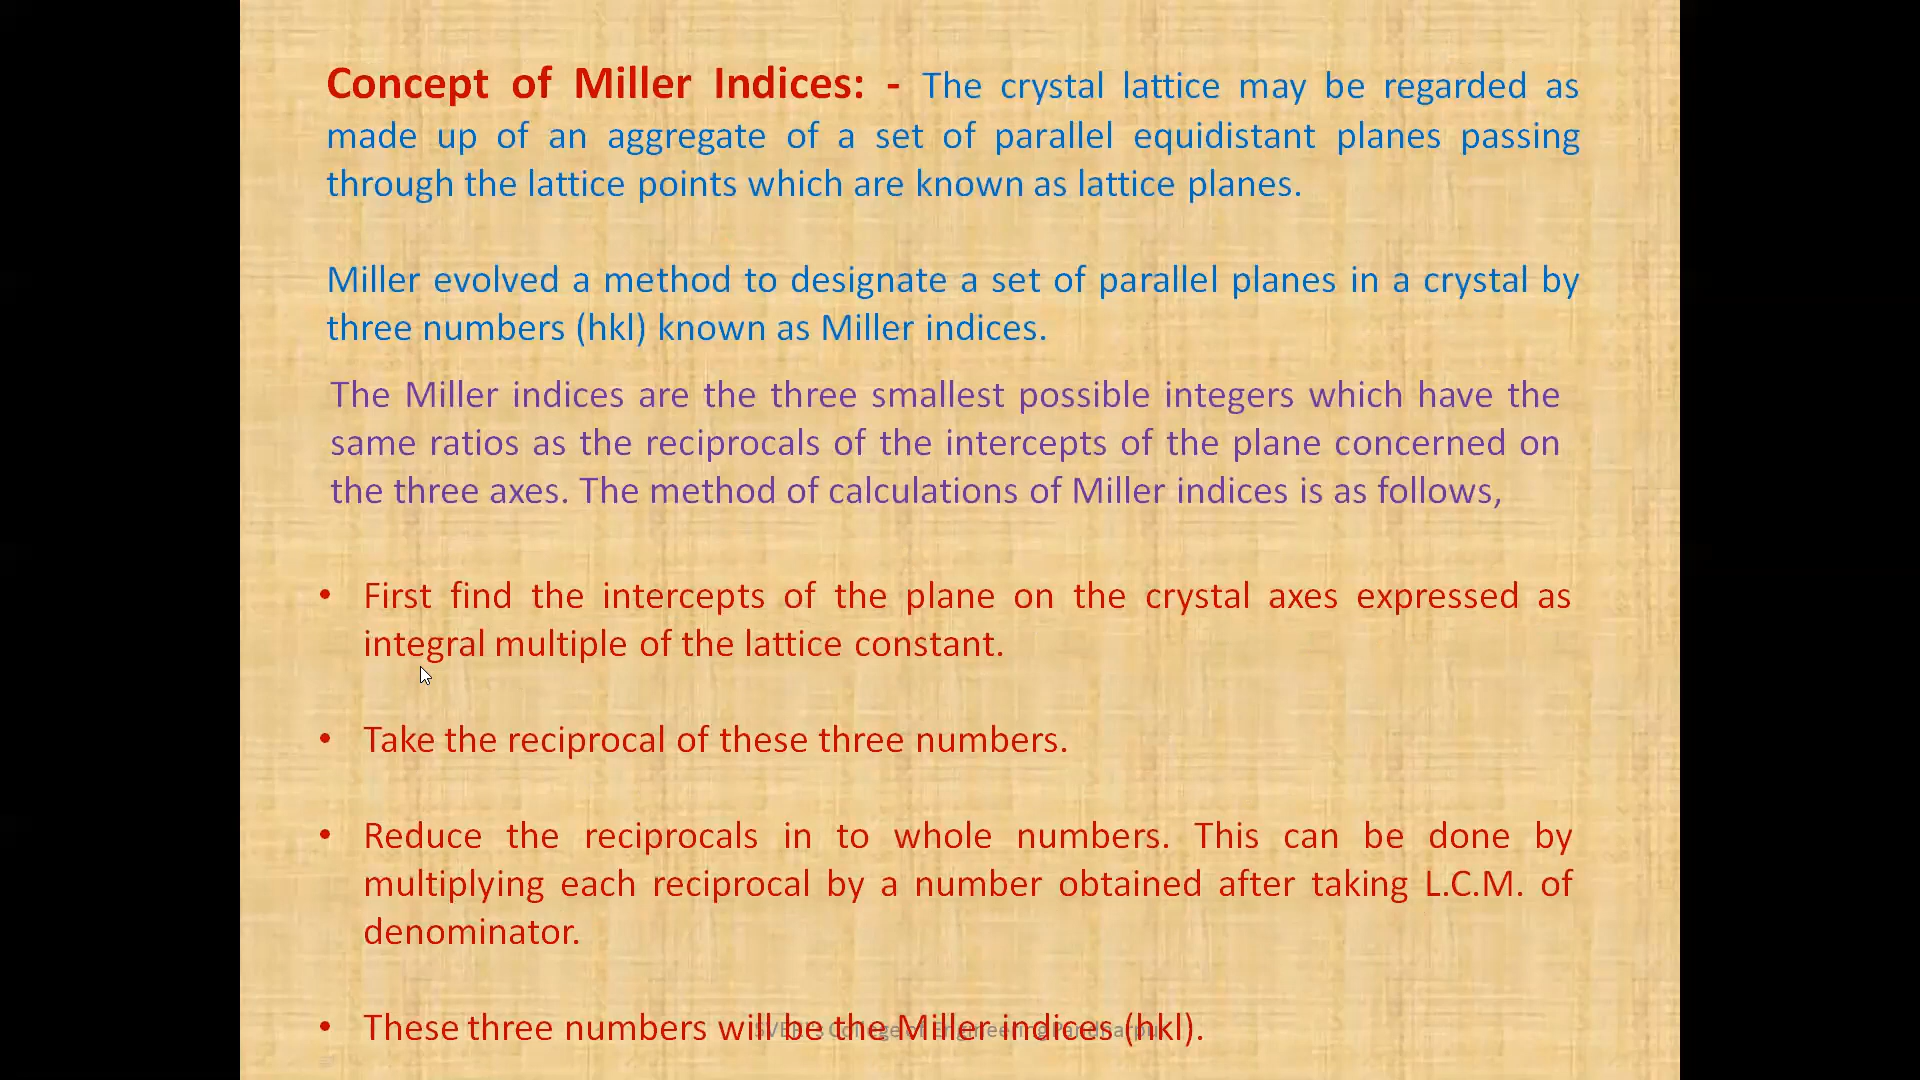 Concept of Miller Indices: - The crystal lattice may be regarded as
made up of an aggregate of a set of parallel equidistant planes passing
through the lattice points which are known as lattice planes.
Miller evolved a method to designate a set of parallel planes in a crystal by
three numbers (hkl) known as Miller indices.
The Miller indices are the three smallest possible integers which have the
same ratios as the reciprocals of the intercepts of the plane concerned on
the three axes. The method of calculations of Miller indices is as follows,
• First find the intercepts of the plane on the crystal axes expressed as
integral multiple of the lattice constant.
• Take the reciprocal of these three numbers.
• Reduce the reciprocals in to whole numbers. This can be done by
multiplying each reciprocal by a number obtained after taking L.C.M. of
denominator.
• These three numbers will be the Miller indices (hkl).
College of Engineering